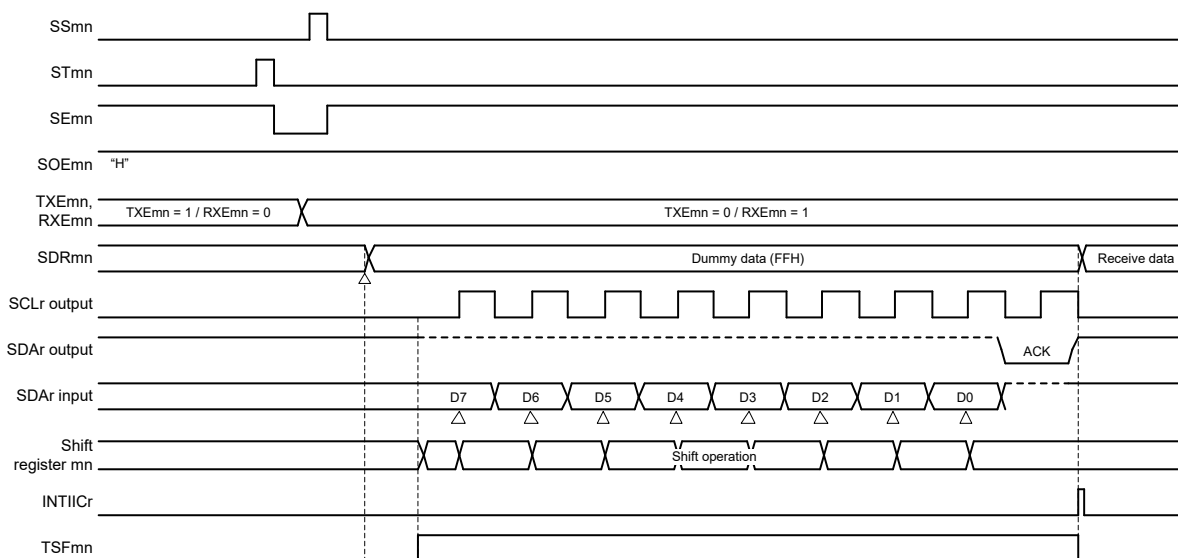 SSmn
STmn
SEmn
SOEmn “H”
TXEmn,
RXEmn
TXEmn = 1 / RXEmn = 0
TXEmn = 0 / RXEmn = 1
SDRmn
Dummy data (FFH)
Receive data
SCLr output
SDAr output
ACK
SDAr input
D7 D6 D5 D4 D3 D2 D1 D0
Shift
register mn
Shift operation
INTIICr
TSFmn